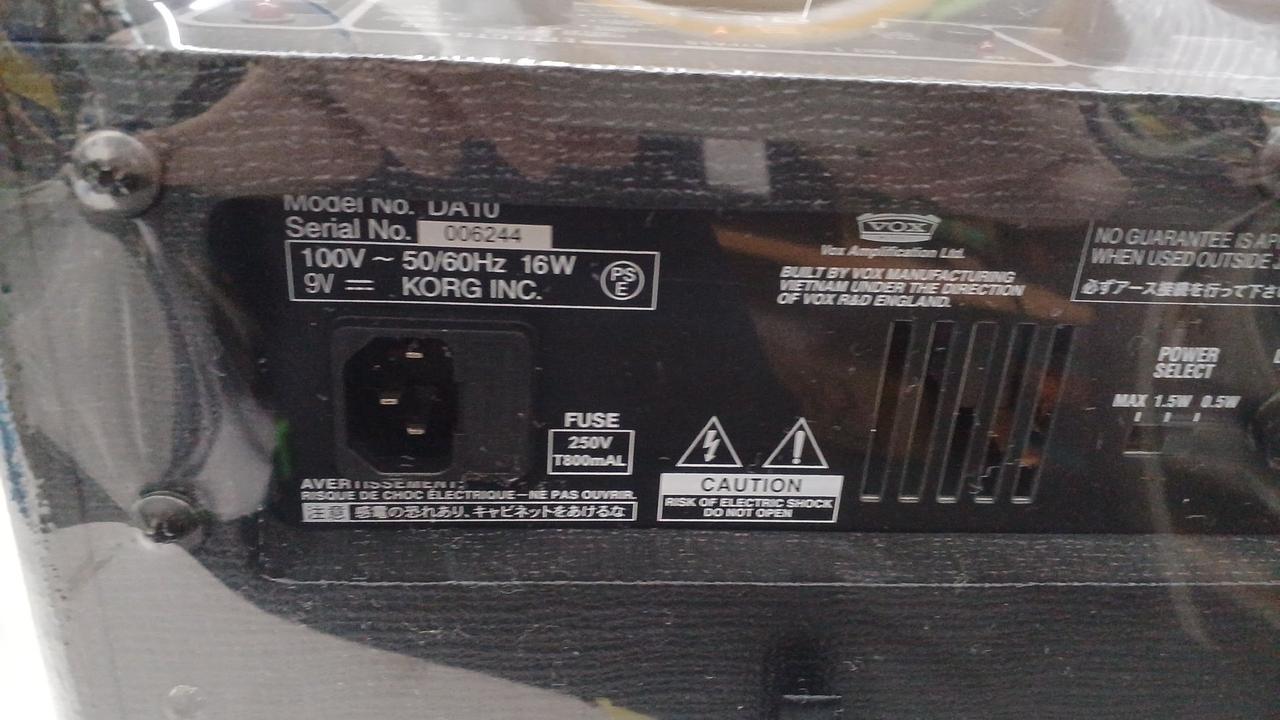 Model No. DA10
Serial No. 006244
100V ~ 50/60Hz 16W
9V ⎓ KORG INC.
PS
E
VOX
Vox Amplification Ltd.
BUILT BY VOX MANUFACTURING
VIETNAM UNDER THE DIRECTION
OF VOX R&D ENGLAND.
NO GUARANTEE IS
WHEN USED OUTSIDE
必ずアース接続を行って下さ
POWER
SELECT
MAX 1.5W 0.5W
FUSE
250V
T800mAL
AVERTISSEMENT:
RISQUE DE CHOC ÉLECTRIQUE—NE PAS OUVRIR.
注意 感電の恐れあり、キャビネットをあけるな
CAUTION
RISK OF ELECTRIC SHOCK
DO NOT OPEN